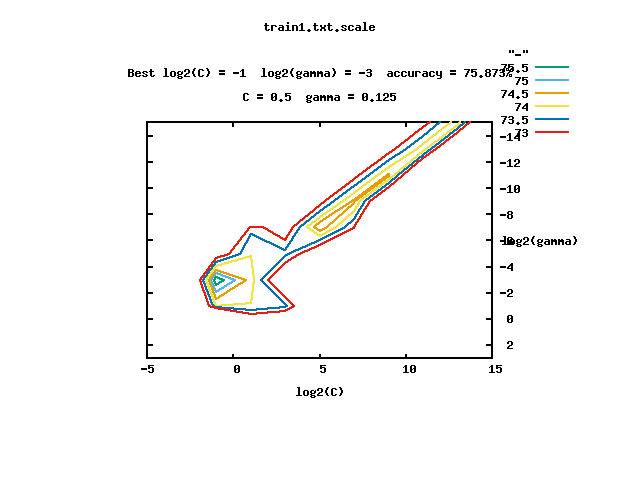 train1.txt.scale
"-"
Best log2(C) = -1  log2(gamma) = -3  accuracy = 75.873%
75.5
75
74.5
C = 0.5  gamma = 0.125
74
73.5
73
-14
-12
-10
-8
-6
log2(gamma)
-4
-2
0
2
-5 0 5 10 15
log2(C)